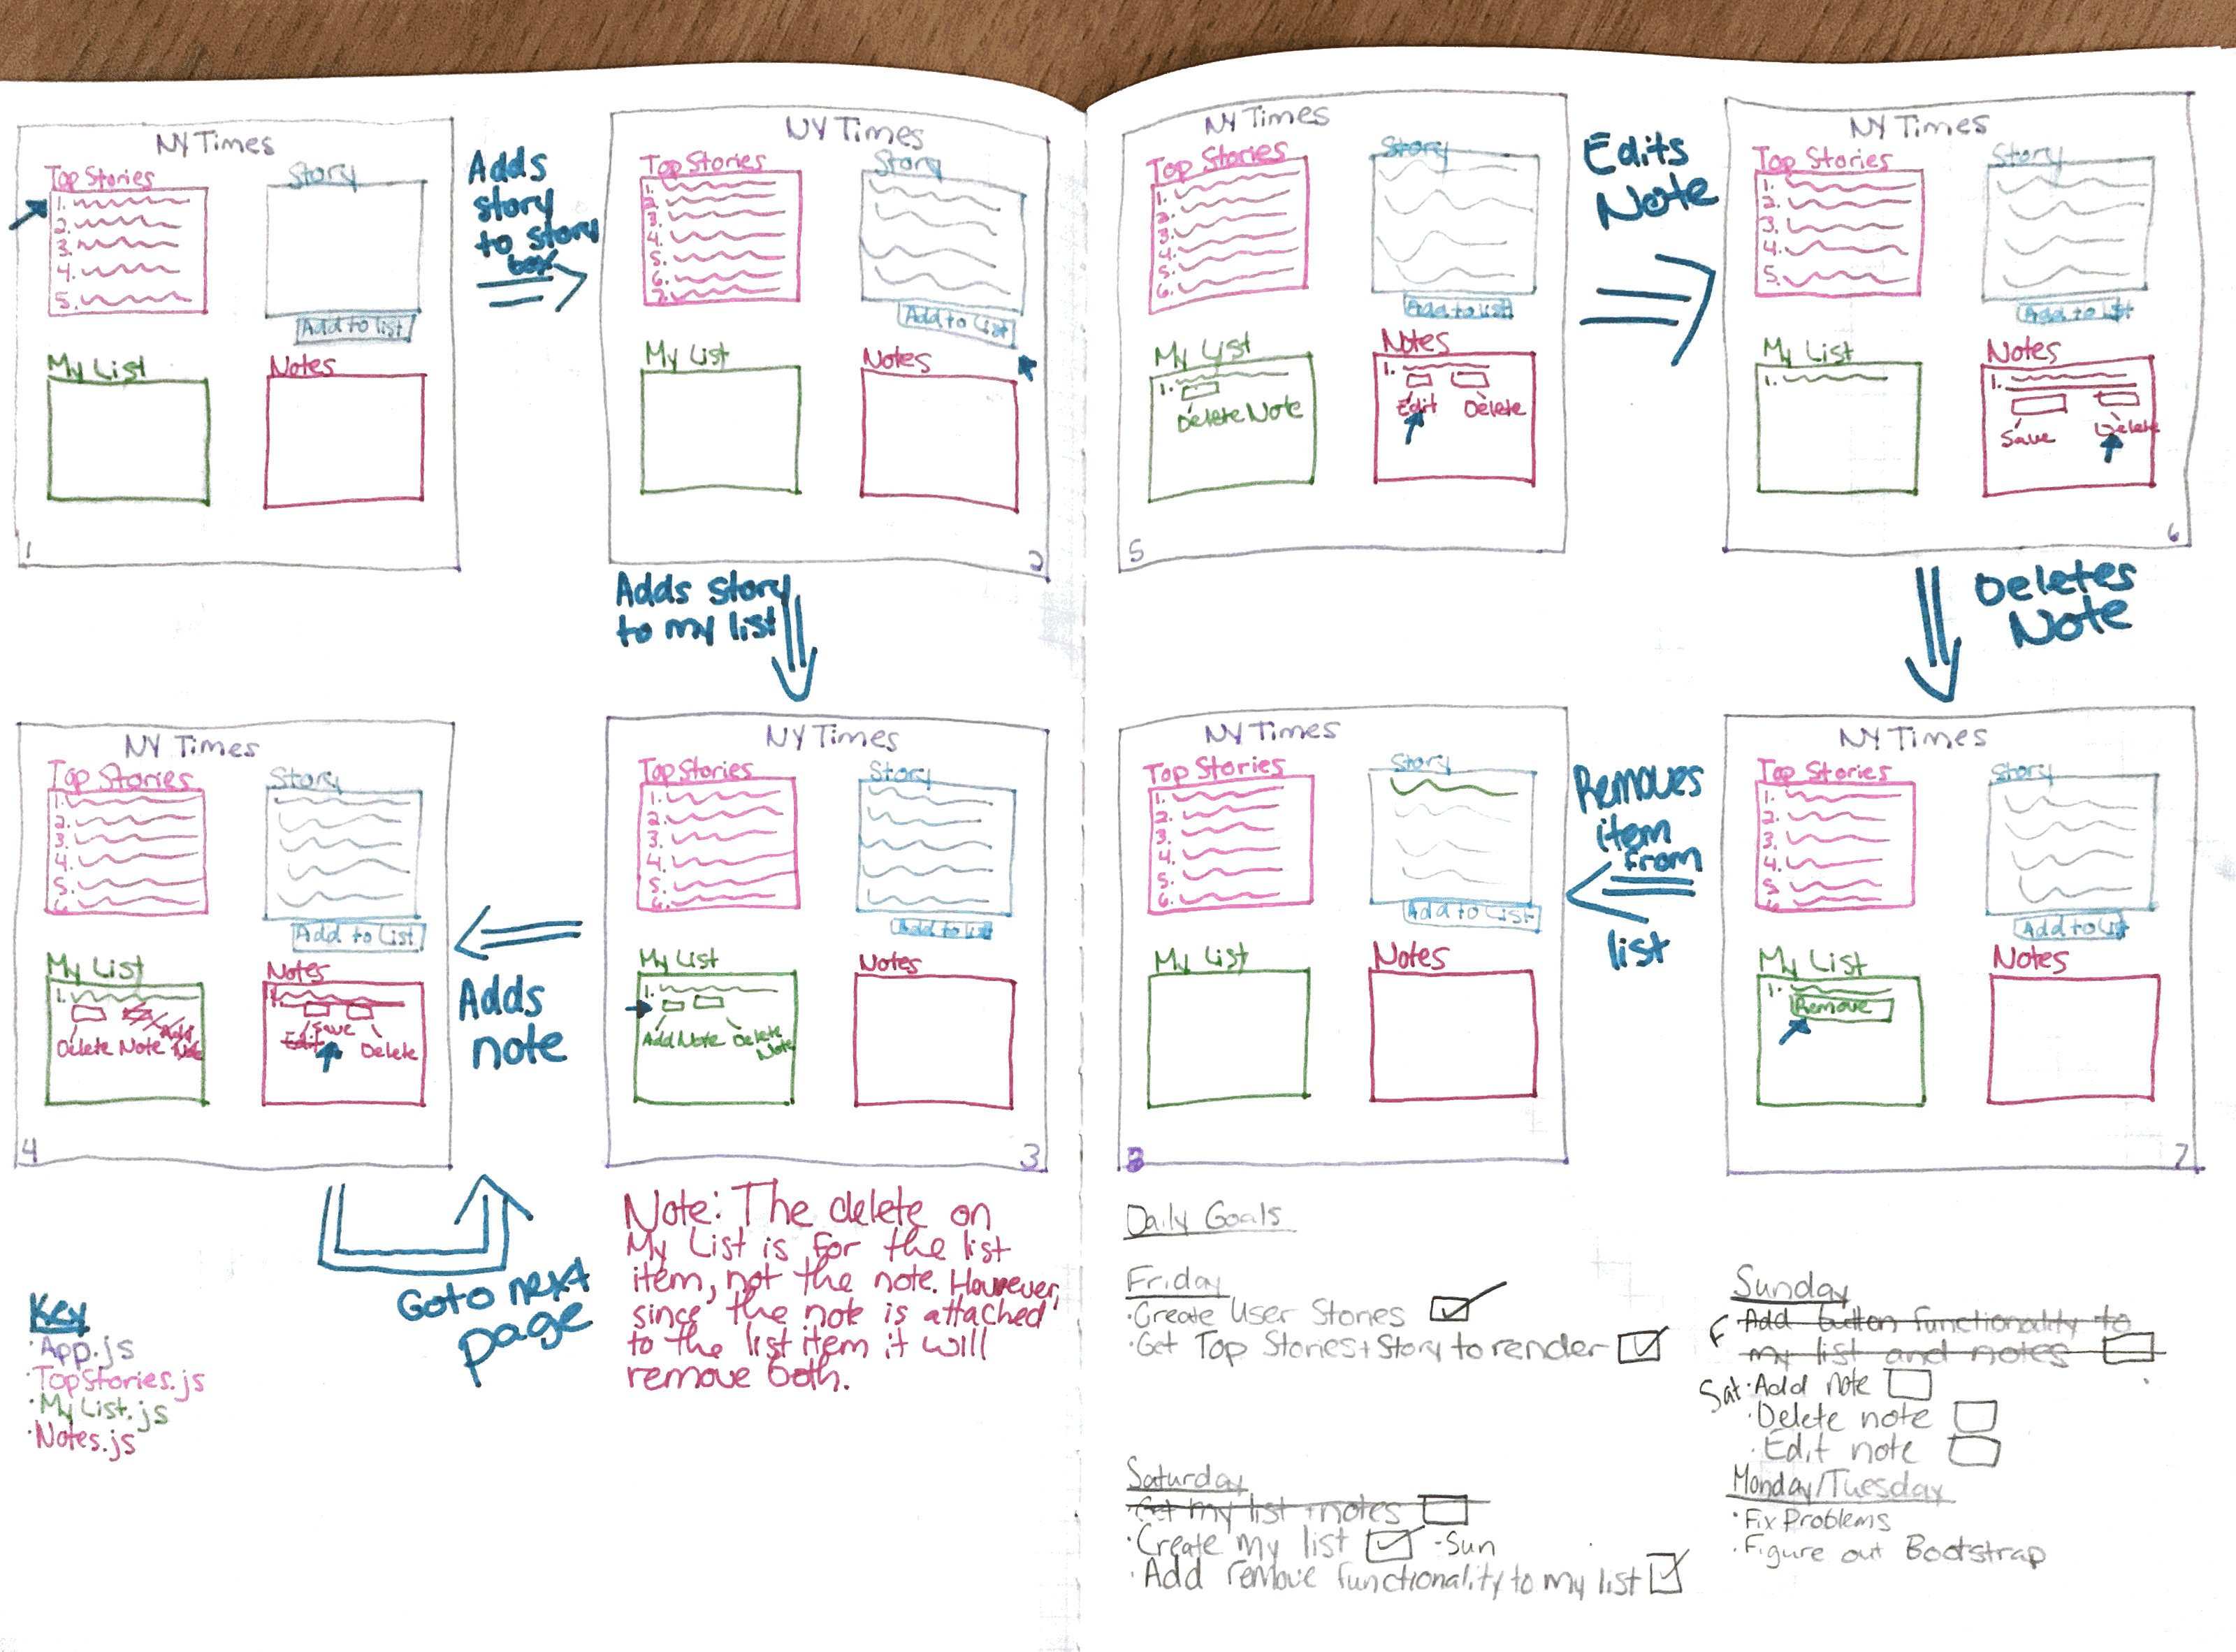 NY Times
Top Stories
1.
2.
3.
4.
5.
Story
Add to list
My List
Notes
1
Adds
story
to story
box
NY Times
Top Stories
1.
2.
3.
4.
5.
6.
7.
Story
Add to List
My List
Notes
2
Adds story
to my list
NY Times
Top Stories
1.
2.
3.
4.
5.
6.
Story
Add to list
My List
1.
Add Note
Delete
Note
Notes
3
Adds
note
NY Times
Top Stories
1.
2.
3.
4.
5.
6.
Story
Add to List
My List
1.
Delete Note
Add
Note
Notes
1.
Save
Edit
Delete
4
Goto next
page
Key
·App.js
·TopStories.js
·My List.js
·Notes.js
Note: The delete on
My List is for the list
item, not the note. However,
since the note is attached
to the list item it will
remove both.
NY Times
Top Stories
1.
2.
3.
4.
5.
6.
Story
Add to list
My List
1.
Delete Note
Notes
1.
Edit
Delete
5
Edits
Note
NY Times
Top Stories
1.
2.
3.
4.
5.
Story
Add to list
My List
1.
Notes
1.
Save
Delete
6
Deletes
Note
NY Times
Top Stories
1.
2.
3.
4.
5.
6.
Story
Add to list
My List
1.
Remove
Notes
7
Removes
item
from
list
NY Times
Top Stories
1.
2.
3.
4.
5.
6.
Story
Add to List
My List
Notes
8
Daily Goals
Friday
·Create User Stories
·Get Top Stories + Story to render
Saturday
·Get my list + notes
·Create my list -Sun
·Add remove functionality to my list
Sunday
F ·Add button functionality to
my list and notes
Sat ·Add note
·Delete note
·Edit note
Monday/Tuesday
·Fix Problems
·Figure out Bootstrap